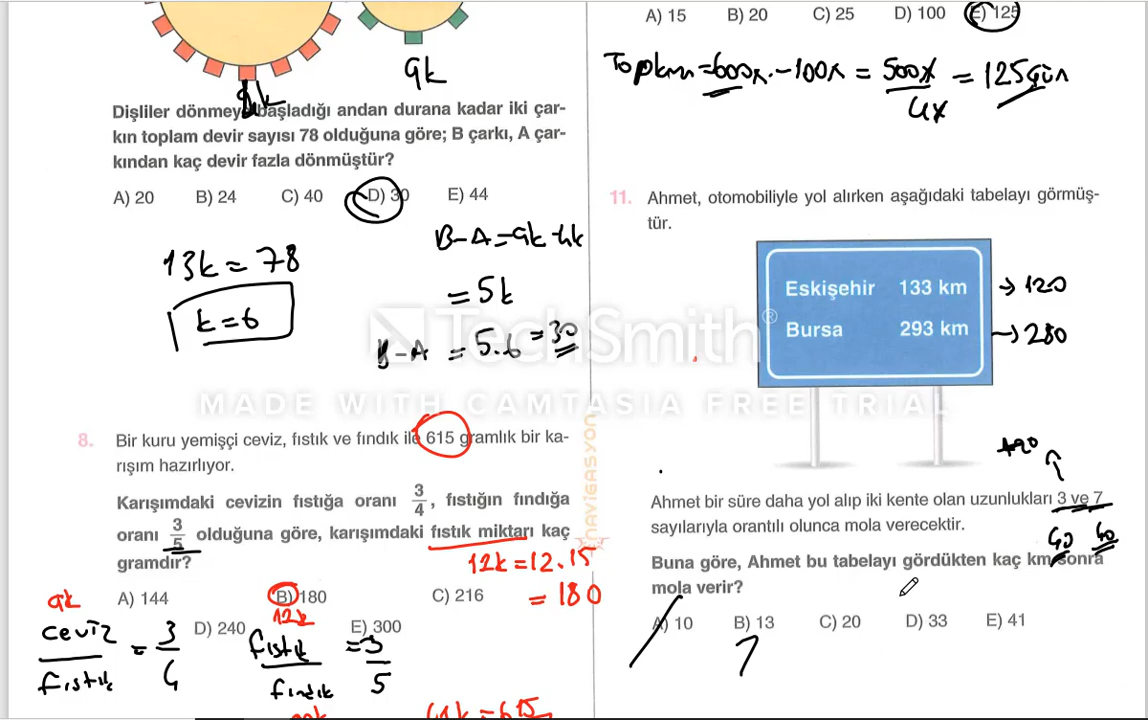 9k
Dişliler dönmeye başladığı andan durana kadar iki çar-
kın toplam devir sayısı 78 olduğuna göre; B çarkı, A çar-
kından kaç devir fazla dönmüştür?
A) 20 B) 24 C) 40 D) 30 E) 44
B-A=9k-4k
13k = 78
= 5k
k=6
B-A = 5.6 = 30
8. Bir kuru yemişçi ceviz, fıstık ve fındık ile 615 gramlık bir ka-
rışım hazırlıyor.
Karışımdaki cevizin fıstığa oranı 3/4, fıstığın fındığa
oranı 3/5 olduğuna göre, karışımdaki fıstık miktarı kaç
gramdır?
12k = 12.15
= 180
A) 144 B) 180 C) 216
D) 240 E) 300
9k
12k
ceviz / fıstık = 3/4
fıstık / fındık = 3/5
41k = 615
A) 15 B) 20 C) 25 D) 100 E) 125
Top km = 600x - 100x = 500x / 4x = 125 gün
11. Ahmet, otomobiliyle yol alırken aşağıdaki tabelayı görmüş-
tür.
Eskişehir 133 km → 120
Bursa 293 km → 280
Ahmet bir süre daha yol alıp iki kente olan uzunlukları 3 ve 7
sayılarıyla orantılı olunca mola verecektir.
40 40
Buna göre, Ahmet bu tabelayı gördükten kaç km sonra
mola verir?
A) 10 B) 13 C) 20 D) 33 E) 41
TechSmith®
MADE WITH CAMTASIA FREE TRIAL
NAVİGASYON